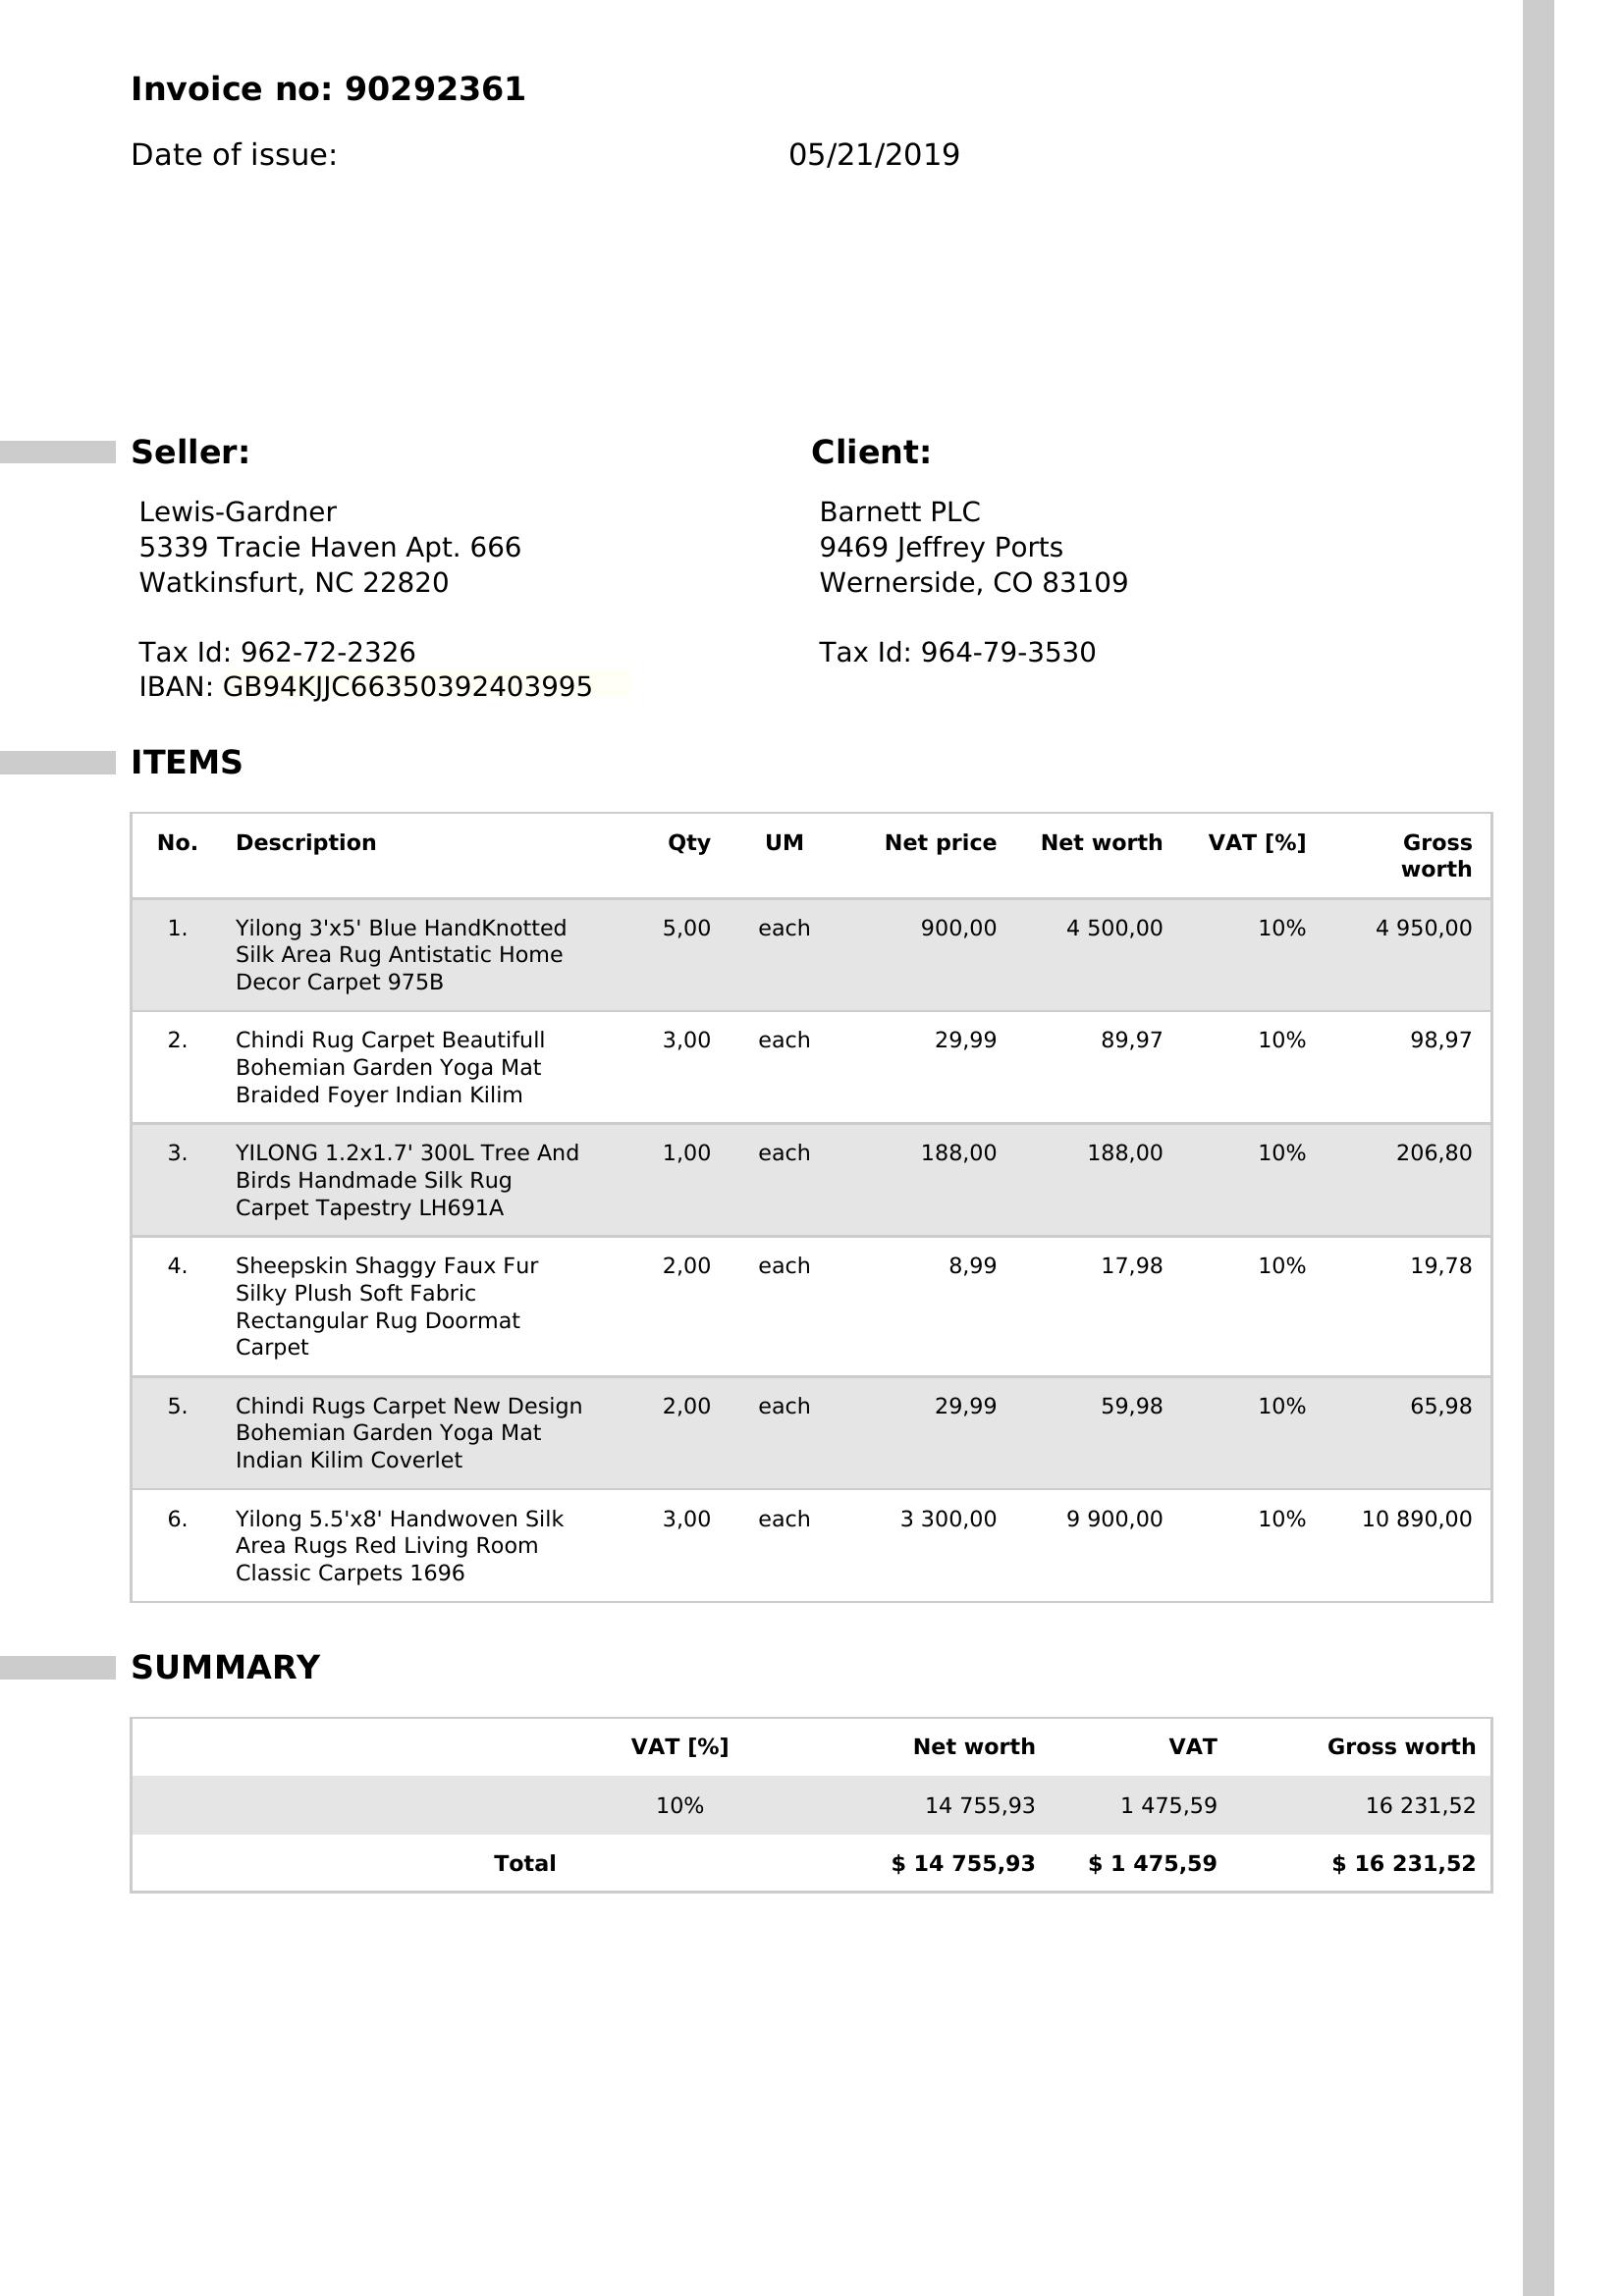 Invoice no: 90292361
Date of issue: 05/21/2019
Seller: Client:
Lewis-Gardner
5339 Tracie Haven Apt. 666
Watkinsfurt, NC 22820
Tax Id: 962-72-2326
IBAN: GB94KJJC66350392403995
Barnett PLC
9469 Jeffrey Ports
Wernerside, CO 83109
Tax Id: 964-79-3530
ITEMS
No. Description Qty UM Net price Net worth VAT [%] Gross
worth
1. Yilong 3'x5' Blue HandKnotted 5,00 each 900,00 4 500,00 10% 4 950,00
Silk Area Rug Antistatic Home
Decor Carpet 975B
2. Chindi Rug Carpet Beautifull 3,00 each 29,99 89,97 10% 98,97
Bohemian Garden Yoga Mat
Braided Foyer Indian Kilim
3. YILONG 1.2x1.7' 300L Tree And 1,00 each 188,00 188,00 10% 206,80
Birds Handmade Silk Rug
Carpet Tapestry LH691A
4. Sheepskin Shaggy Faux Fur 2,00 each 8,99 17,98 10% 19,78
Silky Plush Soft Fabric
Rectangular Rug Doormat
Carpet
5. Chindi Rugs Carpet New Design 2,00 each 29,99 59,98 10% 65,98
Bohemian Garden Yoga Mat
Indian Kilim Coverlet
6. Yilong 5.5'x8' Handwoven Silk 3,00 each 3 300,00 9 900,00 10% 10 890,00
Area Rugs Red Living Room
Classic Carpets 1696
SUMMARY
VAT [%] Net worth VAT Gross worth
10% 14 755,93 1 475,59 16 231,52
Total $ 14 755,93 $ 1 475,59 $ 16 231,52